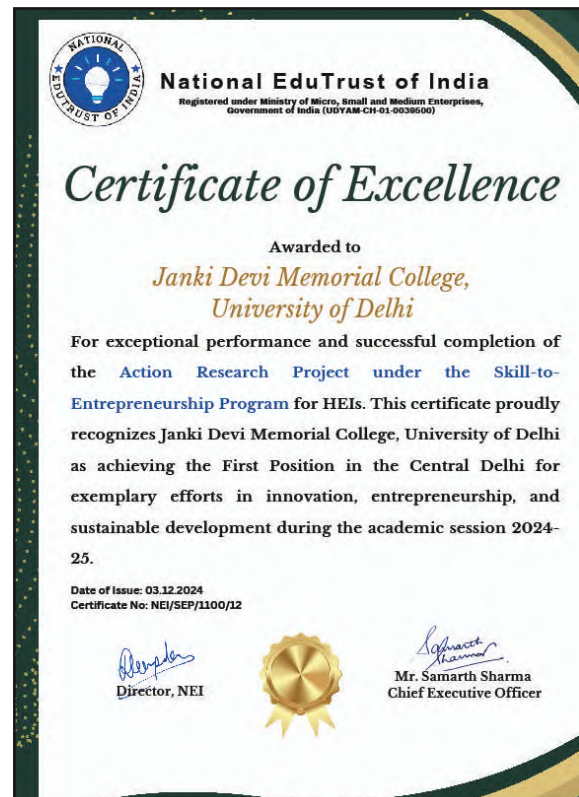 NATIONAL
EDUTRUST OF INDIA
National EduTrust of India
Registered under Ministry of Micro, Small and Medium Enterprises,
Government of India (UDYAM-CH-01-0039500)
Certificate of Excellence
Awarded to
Janki Devi Memorial College,
University of Delhi
For exceptional performance and successful completion of
the Action Research Project under the Skill-to-
Entrepreneurship Program for HEIs. This certificate proudly
recognizes Janki Devi Memorial College, University of Delhi
as achieving the First Position in the Central Delhi for
exemplary efforts in innovation, entrepreneurship, and
sustainable development during the academic session 2024-
25.
Date of Issue: 03.12.2024
Certificate No: NEI/SEP/1100/12
Samarth
Sharma
Director, NEI
Mr. Samarth Sharma
Chief Executive Officer